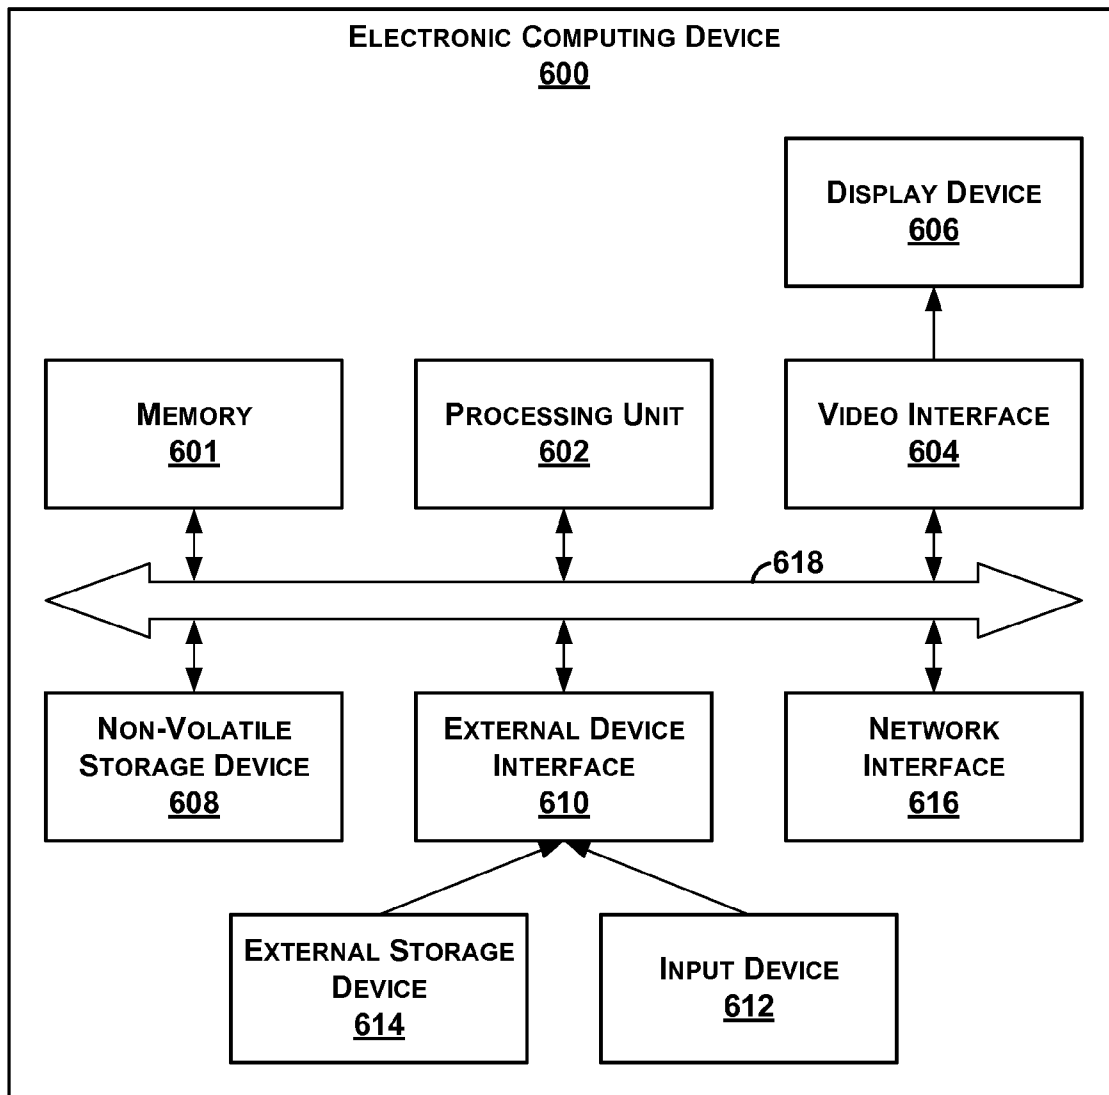 ELECTRONIC COMPUTING DEVICE
600
DISPLAY DEVICE
606
MEMORY
601
PROCESSING UNIT
602
VIDEO INTERFACE
604
618
NON-VOLATILE
STORAGE DEVICE
608
EXTERNAL DEVICE
INTERFACE
610
NETWORK
INTERFACE
616
EXTERNAL STORAGE
DEVICE
614
INPUT DEVICE
612